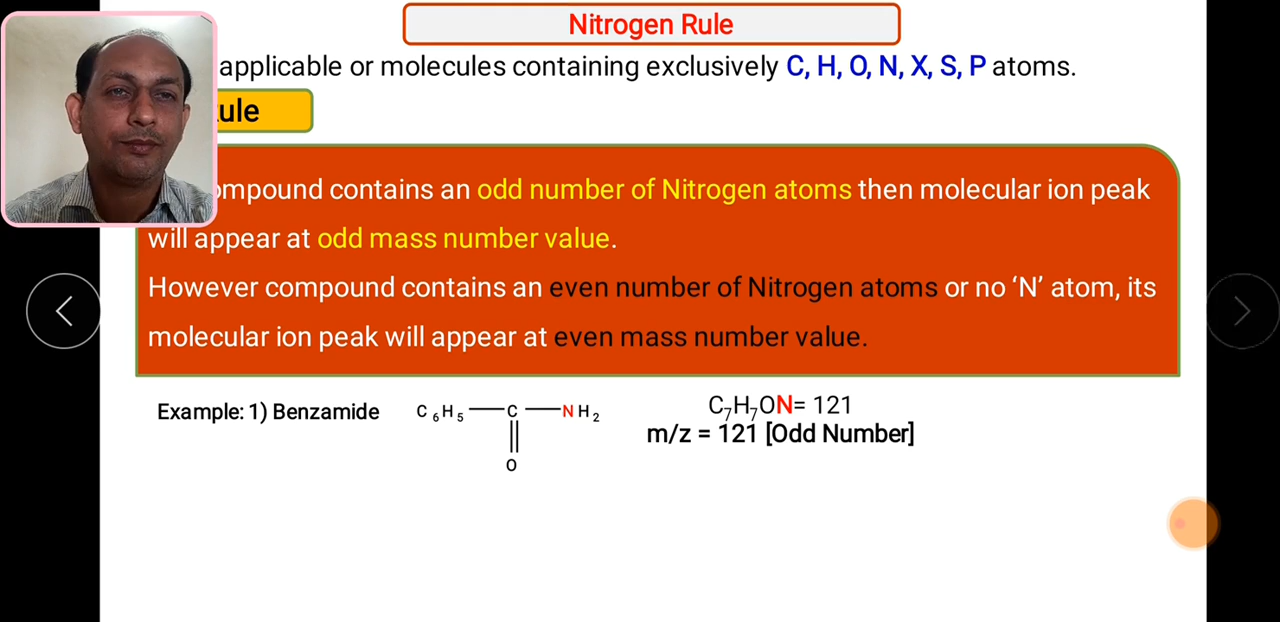 Nitrogen Rule
applicable or molecules containing exclusively C, H, O, N, X, S, P atoms.
ule
ompound contains an odd number of Nitrogen atoms then molecular ion peak
will appear at odd mass number value.
However compound contains an even number of Nitrogen atoms or no ‘N’ atom, its
molecular ion peak will appear at even mass number value.
Example: 1) Benzamide C6H5—C—NH2 C7H7ON= 121
O m/z = 121 [Odd Number]